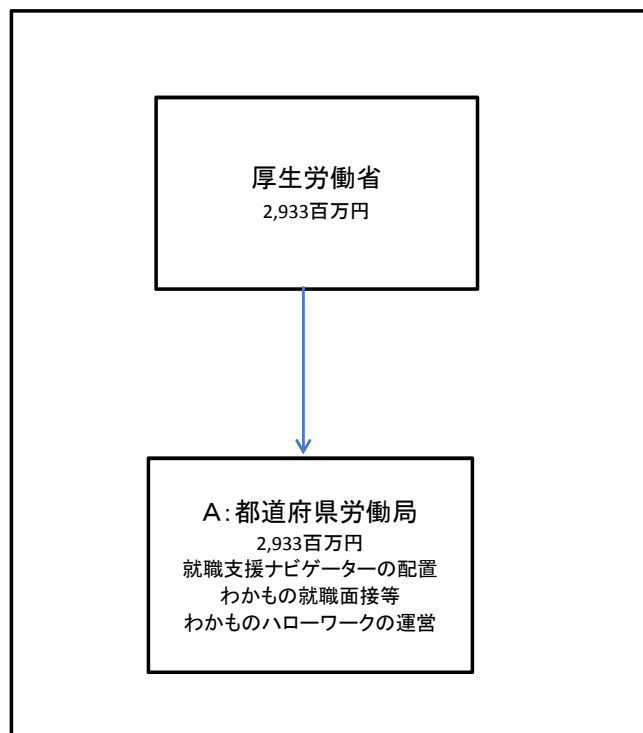 厚生労働省
2,933百万円
A:都道府県労働局
2,933百万円
就職支援ナビゲーターの配置
わかもの就職面接等
わかものハローワークの運営